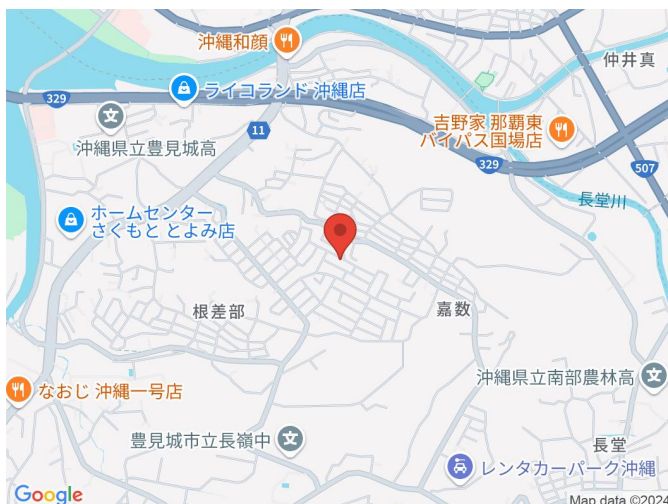 沖縄和顔
仲井真
329
ライコランド 沖縄店
吉野家 那覇東
バイパス国場店
11
沖縄県立豊見城高
329
507
長堂川
ホームセンター
さくもと とよみ店
根差部
嘉数
なおじ 沖縄一号店
沖縄県立南部農林高
豊見城市立長嶺中
長堂
レンタカーパーク沖縄
Google
Map data ©2024